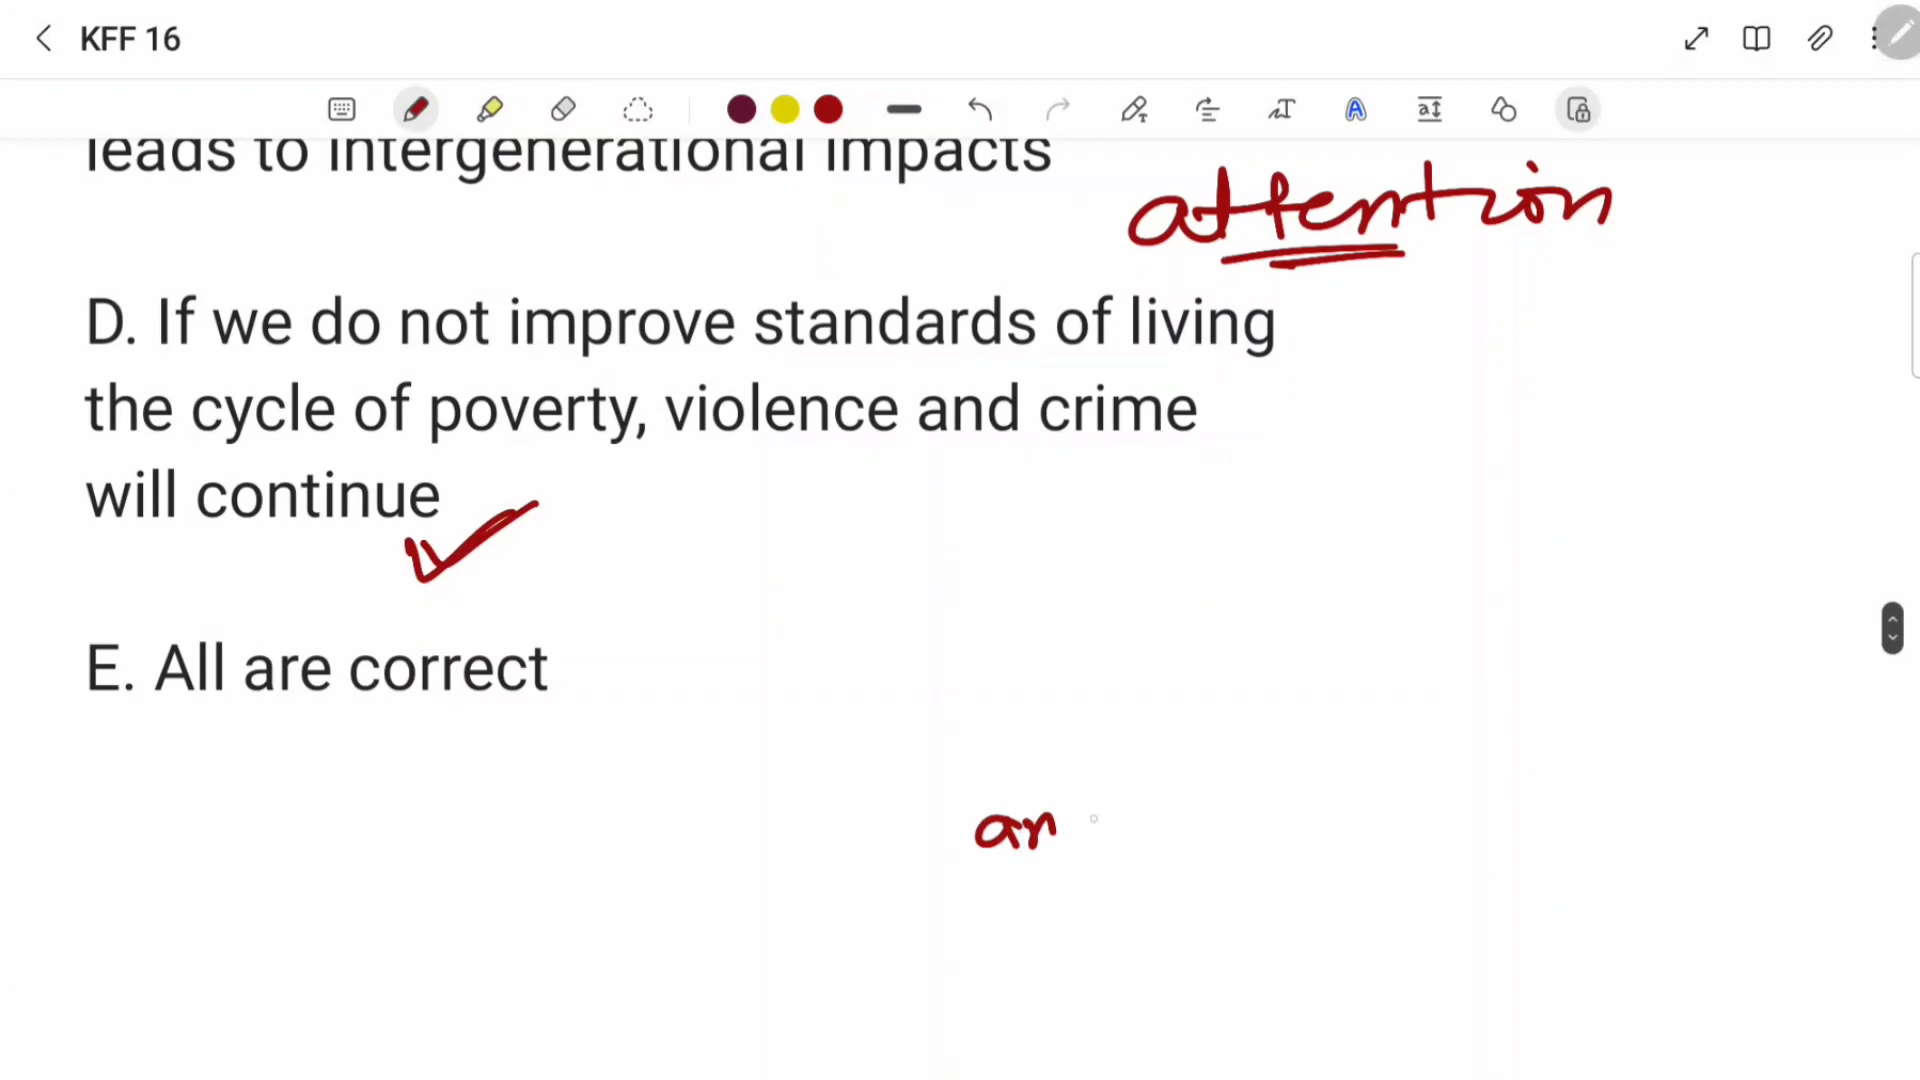 KFF 16
leads to intergenerational impacts
attention
D. If we do not improve standards of living
the cycle of poverty, violence and crime
will continue
E. All are correct
an